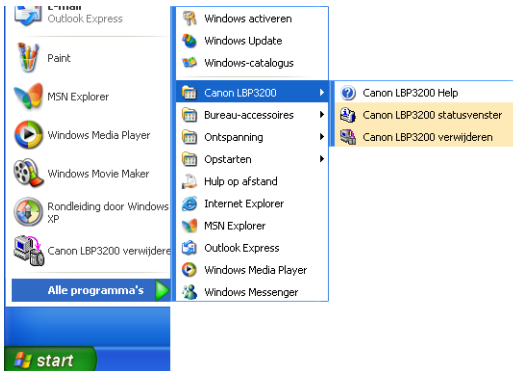 E-mail
Outlook Express
Paint
MSN Explorer
Windows Media Player
Windows Movie Maker
Rondleiding door Windows
XP
Canon LBP3200 verwijdere
Alle programma's
start
Windows activeren
Windows Update
Windows-catalogus
Canon LBP3200
Bureau-accessoires
Ontspanning
Opstarten
Hulp op afstand
Internet Explorer
MSN Explorer
Outlook Express
Windows Media Player
Windows Messenger
Canon LBP3200 Help
Canon LBP3200 statusvenster
Canon LBP3200 verwijderen